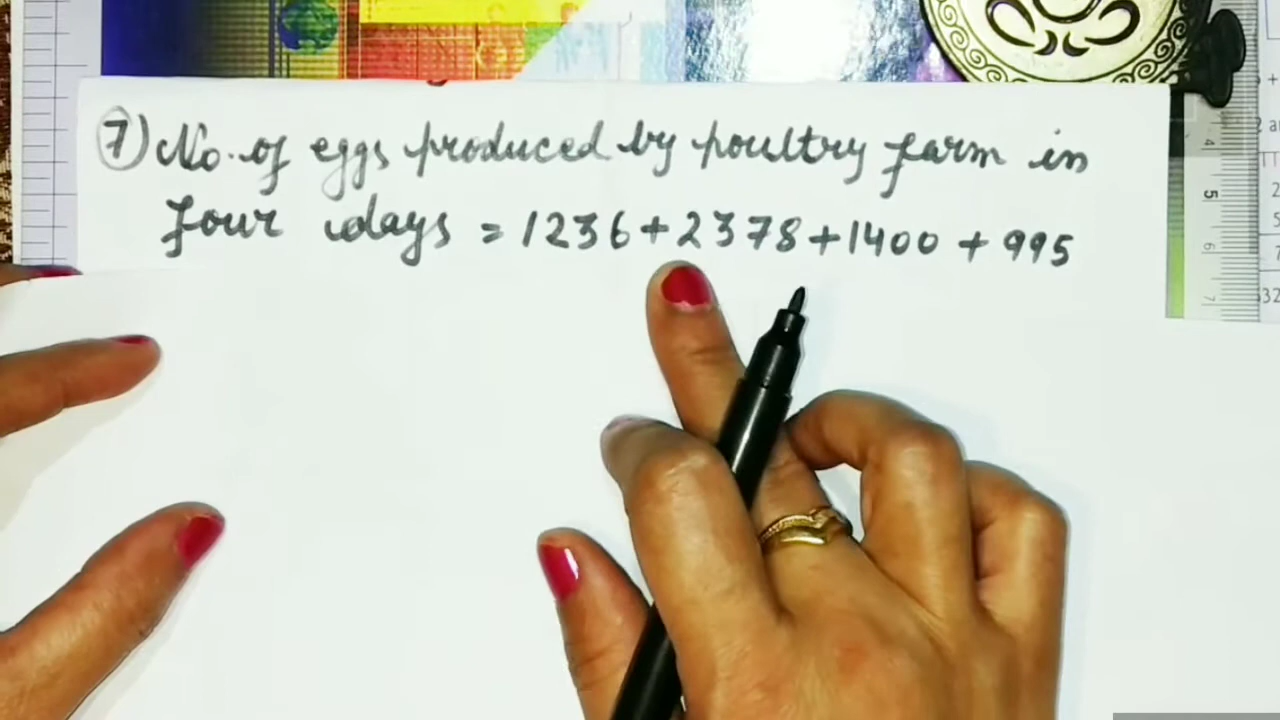 7) No. of eggs produced by poultry farm in
four days = 1236+2378+1400 + 995